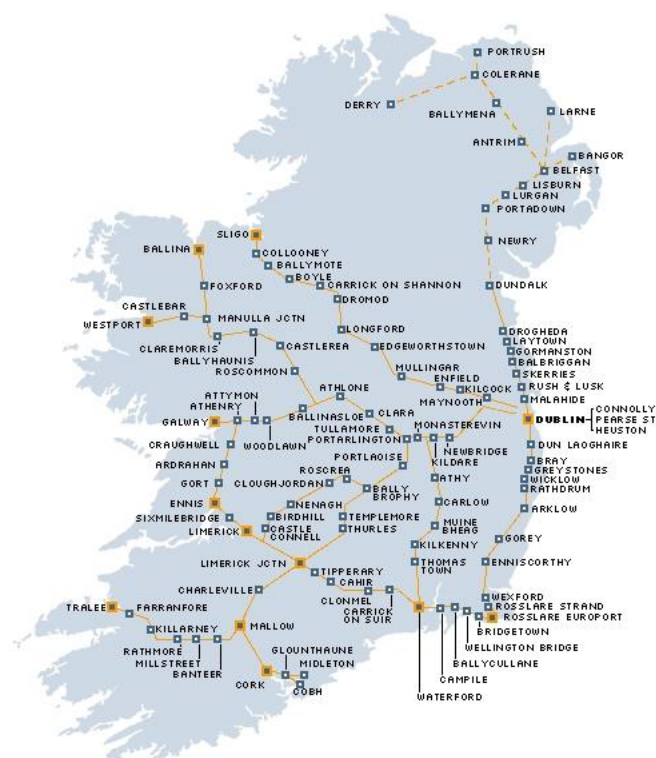 PORTRUSH
COLERANE
DERRY
BALLYMENA
LARNE
ANTRIM
BANGOR
BELFAST
LISBURN
LURGAN
PORTADOWN
SLIGO
BALLINA
COLLOONEY
NEWRY
BALLYMOTE
BOYLE
FOXFORD
CARRICK ON SHANNON
DUNDALK
DROMOD
CASTLEBAR
MANULLA JCTN
WESTPORT
LONGFORD
DROGHEDA
LAYTOWN
CLAREMORRIS
CASTLEREA
EDGEWORTHSTOWN
GORMANSTON
BALLYHAUNIS
BALBRIGGAN
ROSCOMMON
MULLINGAR
SKERRIES
ENFIELD
RUSH & LUSK
ATHLONE
KILCOCK
ATTYMON
MAYNOOTH
MALAHIDE
ATHENRY
BALLINASLOE
CLARA
CONNOLLY
GALWAY
TULLAMORE
MONASTEREVIN
DUBLIN
PEARSE ST
WOODLAWN
PORTARLINGTON
HEUSTON
CRAUGHWELL
NEWBRIDGE
DUN LAOGHAIRE
PORTLAOISE
KILDARE
BRAY
ARDRAHAN
ROSCREA
GREYSTONES
CLOUGHJORDAN
ATHY
WICKLOW
GORT
BALLY
BROPHY
RATHDRUM
ENNIS
NENAGH
CARLOW
ARKLOW
SIXMILEBRIDGE
BIRDHILL
TEMPLEMORE
MUINE
BHEAG
LIMERICK
CASTLE
CONNELL
THURLES
GOREY
KILKENNY
LIMERICK JCTN
THOMAS
TOWN
ENNISCORTHY
TIPPERARY
CHARLEVILLE
CAHIR
CLONMEL
CARRICK
ON SUIR
WEXFORD
TRALEE
FARRANFORE
ROSSLARE STRAND
ROSSLARE EUROPORT
KILLARNEY
MALLOW
BRIDGETOWN
RATHMORE
WELLINGTON BRIDGE
MILLSTREET
GLOUNTHAUNE
BALLYCULLANE
BANTEER
MIDLETON
CAMPILE
CORK
COBH
WATERFORD